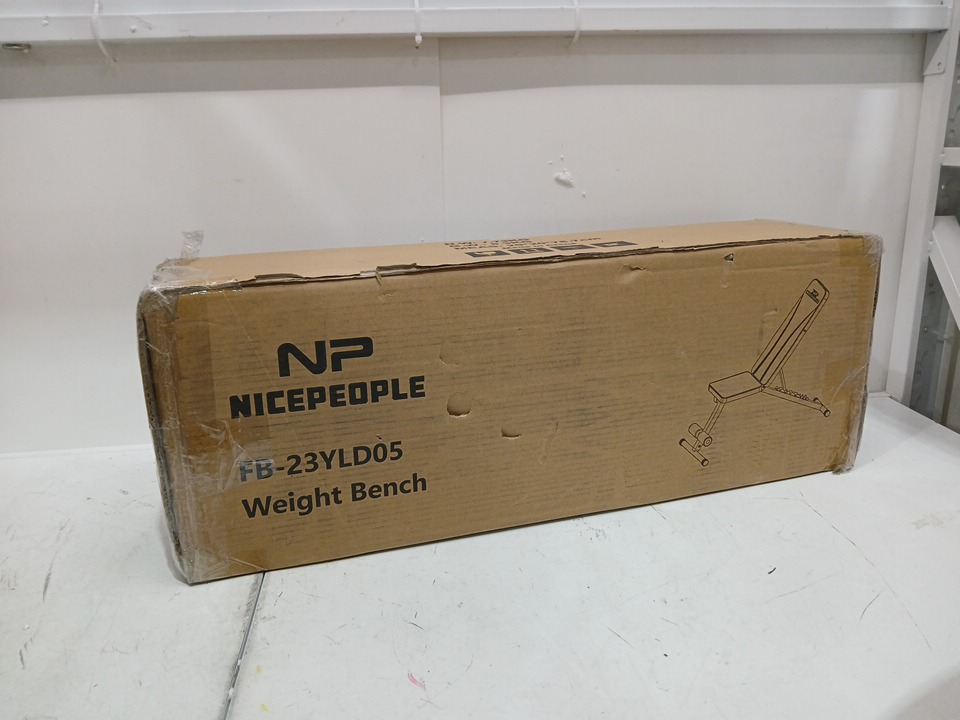 NP
NICEPEOPLE
FB-23YLD05
Weight Bench